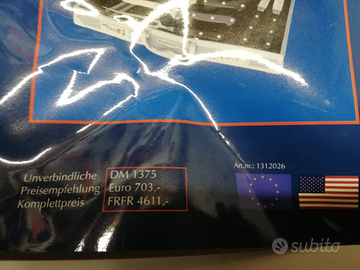 Unverbindliche DM 1375
Preisempfehlung Euro 703,-
Komplettpreis FRFR 4611,-
Art.nr.: 1312026
subito